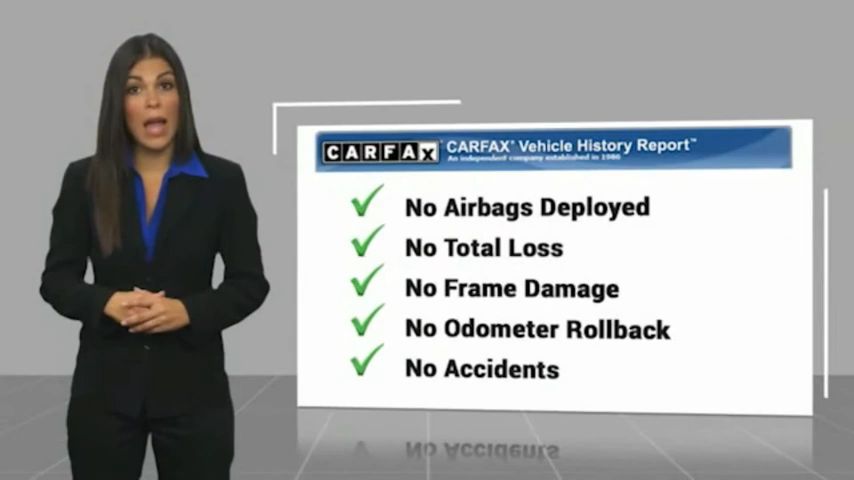 CARFAX
CARFAX® Vehicle History Report™
An independent company established in 1986
No Airbags Deployed
No Total Loss
No Frame Damage
No Odometer Rollback
No Accidents
No Accidents